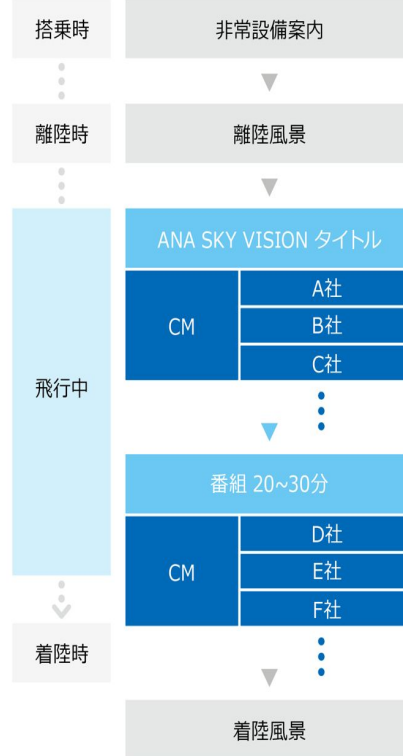 搭乗時
非常設備案内
離陸時
離陸風景
飛行中
ANA SKY VISION タイトル
CM
A社
B社
C社
番組 20~30分
CM
D社
E社
F社
着陸時
着陸風景